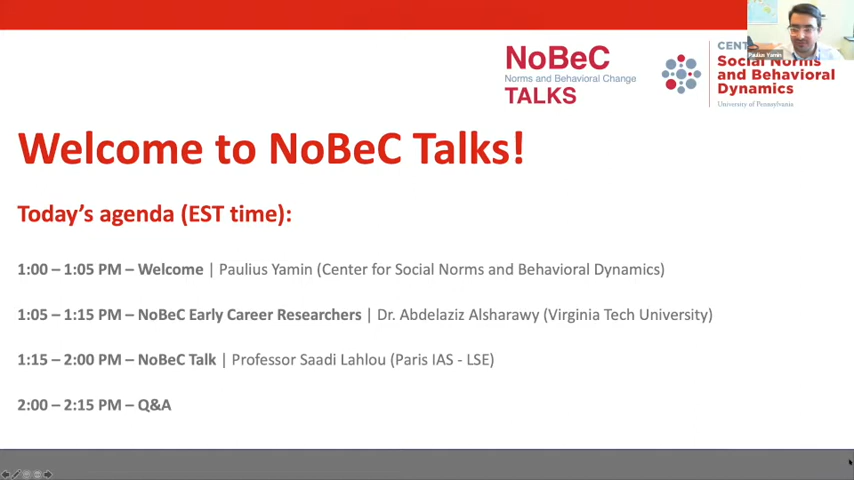 Paulius Yamin
NoBeC
Norms and Behavioral Change
TALKS
Social Norms
and Behavioral
Dynamics
University of Pennsylvania
Welcome to NoBeC Talks!
Today's agenda (EST time):
1:00 – 1:05 PM – Welcome | Paulius Yamin (Center for Social Norms and Behavioral Dynamics)
1:05 – 1:15 PM – NoBeC Early Career Researchers | Dr. Abdelaziz Alsharawy (Virginia Tech University)
1:15 – 2:00 PM – NoBeC Talk | Professor Saadi Lahlou (Paris IAS - LSE)
2:00 – 2:15 PM – Q&A